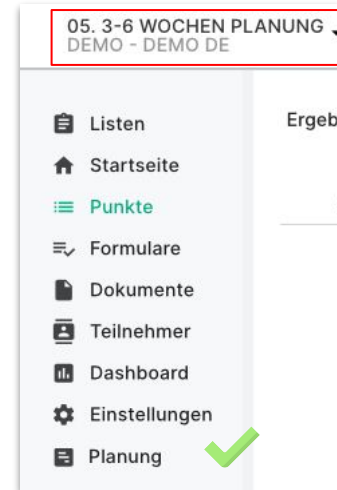 05. 3-6 WOCHEN PLANUNG
DEMO - DEMO DE
Listen
Startseite
Punkte
Formulare
Dokumente
Teilnehmer
Dashboard
Einstellungen
Planung
Ergeb